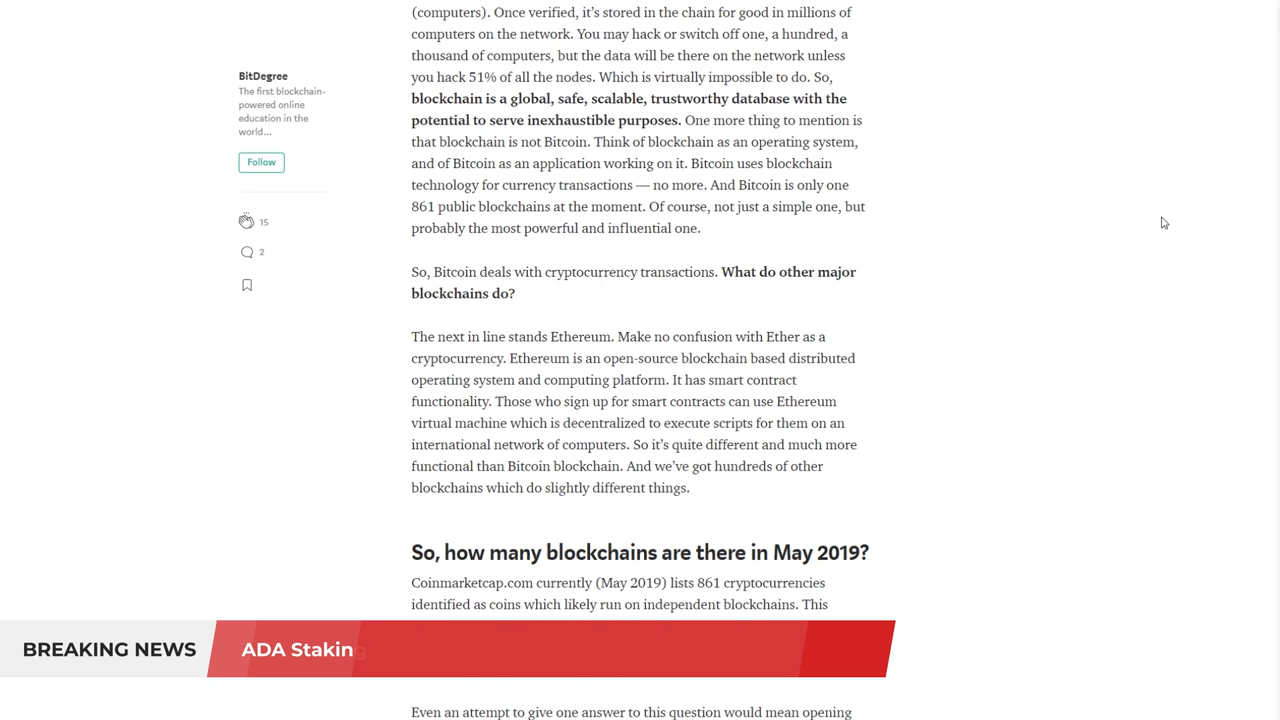 BitDegree
The first blockchain-
powered online
education in the
world...
Follow
15
2
(computers). Once verified, it’s stored in the chain for good in millions of
computers on the network. You may hack or switch off one, a hundred, a
thousand of computers, but the data will be there on the network unless
you hack 51% of all the nodes. Which is virtually impossible to do. So,
blockchain is a global, safe, scalable, trustworthy database with the
potential to serve inexhaustible purposes. One more thing to mention is
that blockchain is not Bitcoin. Think of blockchain as an operating system,
and of Bitcoin as an application working on it. Bitcoin uses blockchain
technology for currency transactions — no more. And Bitcoin is only one
861 public blockchains at the moment. Of course, not just a simple one, but
probably the most powerful and influential one.
So, Bitcoin deals with cryptocurrency transactions. What do other major
blockchains do?
The next in line stands Ethereum. Make no confusion with Ether as a
cryptocurrency. Ethereum is an open-source blockchain based distributed
operating system and computing platform. It has smart contract
functionality. Those who sign up for smart contracts can use Ethereum
virtual machine which is decentralized to execute scripts for them on an
international network of computers. So it’s quite different and much more
functional than Bitcoin blockchain. And we’ve got hundreds of other
blockchains which do slightly different things.
So, how many blockchains are there in May 2019?
Coinmarketcap.com currently (May 2019) lists 861 cryptocurrencies
identified as coins which likely run on independent blockchains. This
BREAKING NEWS
ADA Staking
Even an attempt to give one answer to this question would mean opening